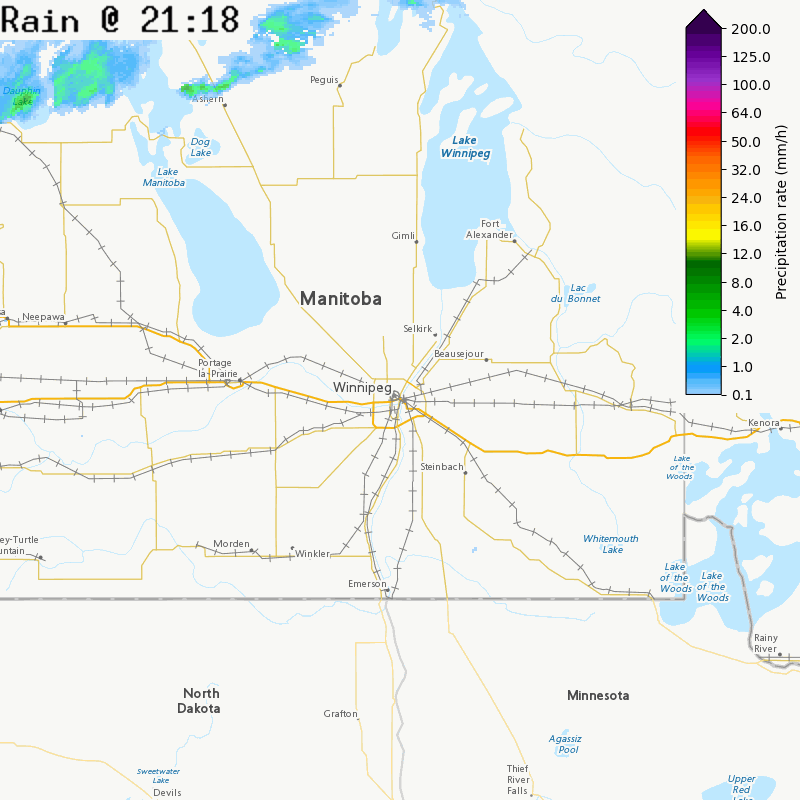 Rain @ 21:18
200.0
125.0
100.0
64.0
50.0
32.0
24.0
16.0
12.0
8.0
4.0
2.0
1.0
0.1
Precipitation rate (mm/h)
Peguis
Dauphin
Lake
Ashern
Dog
Lake
Lake
Winnipeg
Lake
Manitoba
Gimli
Fort
Alexander
Lac
du Bonnet
Manitoba
Neepawa
Selkirk
Beausejour
Portage
la Prairie
Winnipeg
Kenora
Steinbach
Lake
of the
Woods
ey-Turtle
untain
Morden
Winkler
Whitemouth
Lake
Emerson
Lake
of the
Woods
Lake
of the
Woods
Rainy
River
North
Dakota
Minnesota
Grafton
Agassiz
Pool
Sweetwater
Lake
Devils
Thief
River
Falls
Upper
Red
Lake